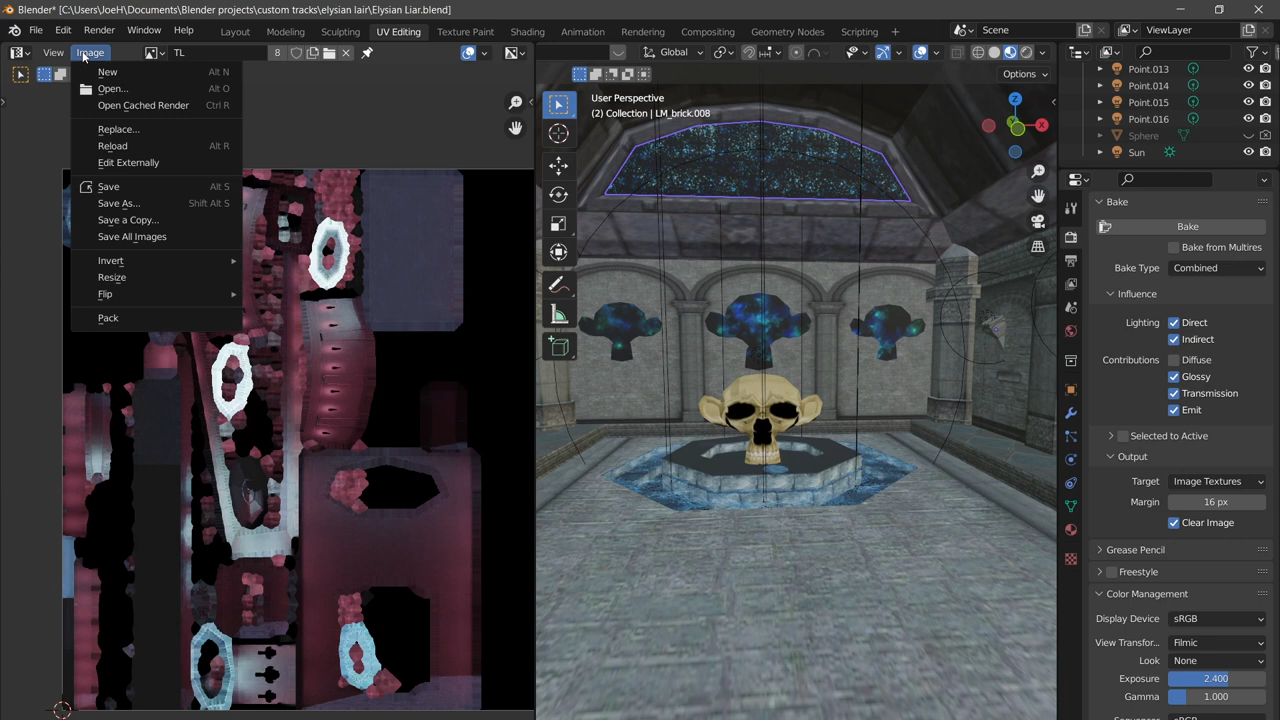 Blender* [C:\Users\JoeH\Documents\Blender projects\custom tracks\elysian lair\Elysian Liar.blend]
File Edit Render Window Help Layout Modeling Sculpting UV Editing Texture Paint Shading Animation Rendering Compositing Geometry Nodes Scripting Scene ViewLayer
View Image TL 8 Global
Options
New Alt N
Open... Alt O
Open Cached Render Ctrl R
Replace...
Reload Alt R
Edit Externally
Save Alt S
Save As... Shift Alt S
Save a Copy...
Save All Images
Invert
Resize
Flip
Pack
User Perspective
(2) Collection | LM_brick.008
Z
X
Y
Point.013
Point.014
Point.015
Point.016
Sphere
Sun
Bake
Bake
Bake from Multires
Bake Type Combined
Influence
Lighting Direct
Indirect
Contributions Diffuse
Glossy
Transmission
Emit
Selected to Active
Output
Target Image Textures
Margin 16 px
Clear Image
Grease Pencil
Freestyle
Color Management
Display Device sRGB
View Transfor... Filmic
Look None
Exposure 2.400
Gamma 1.000